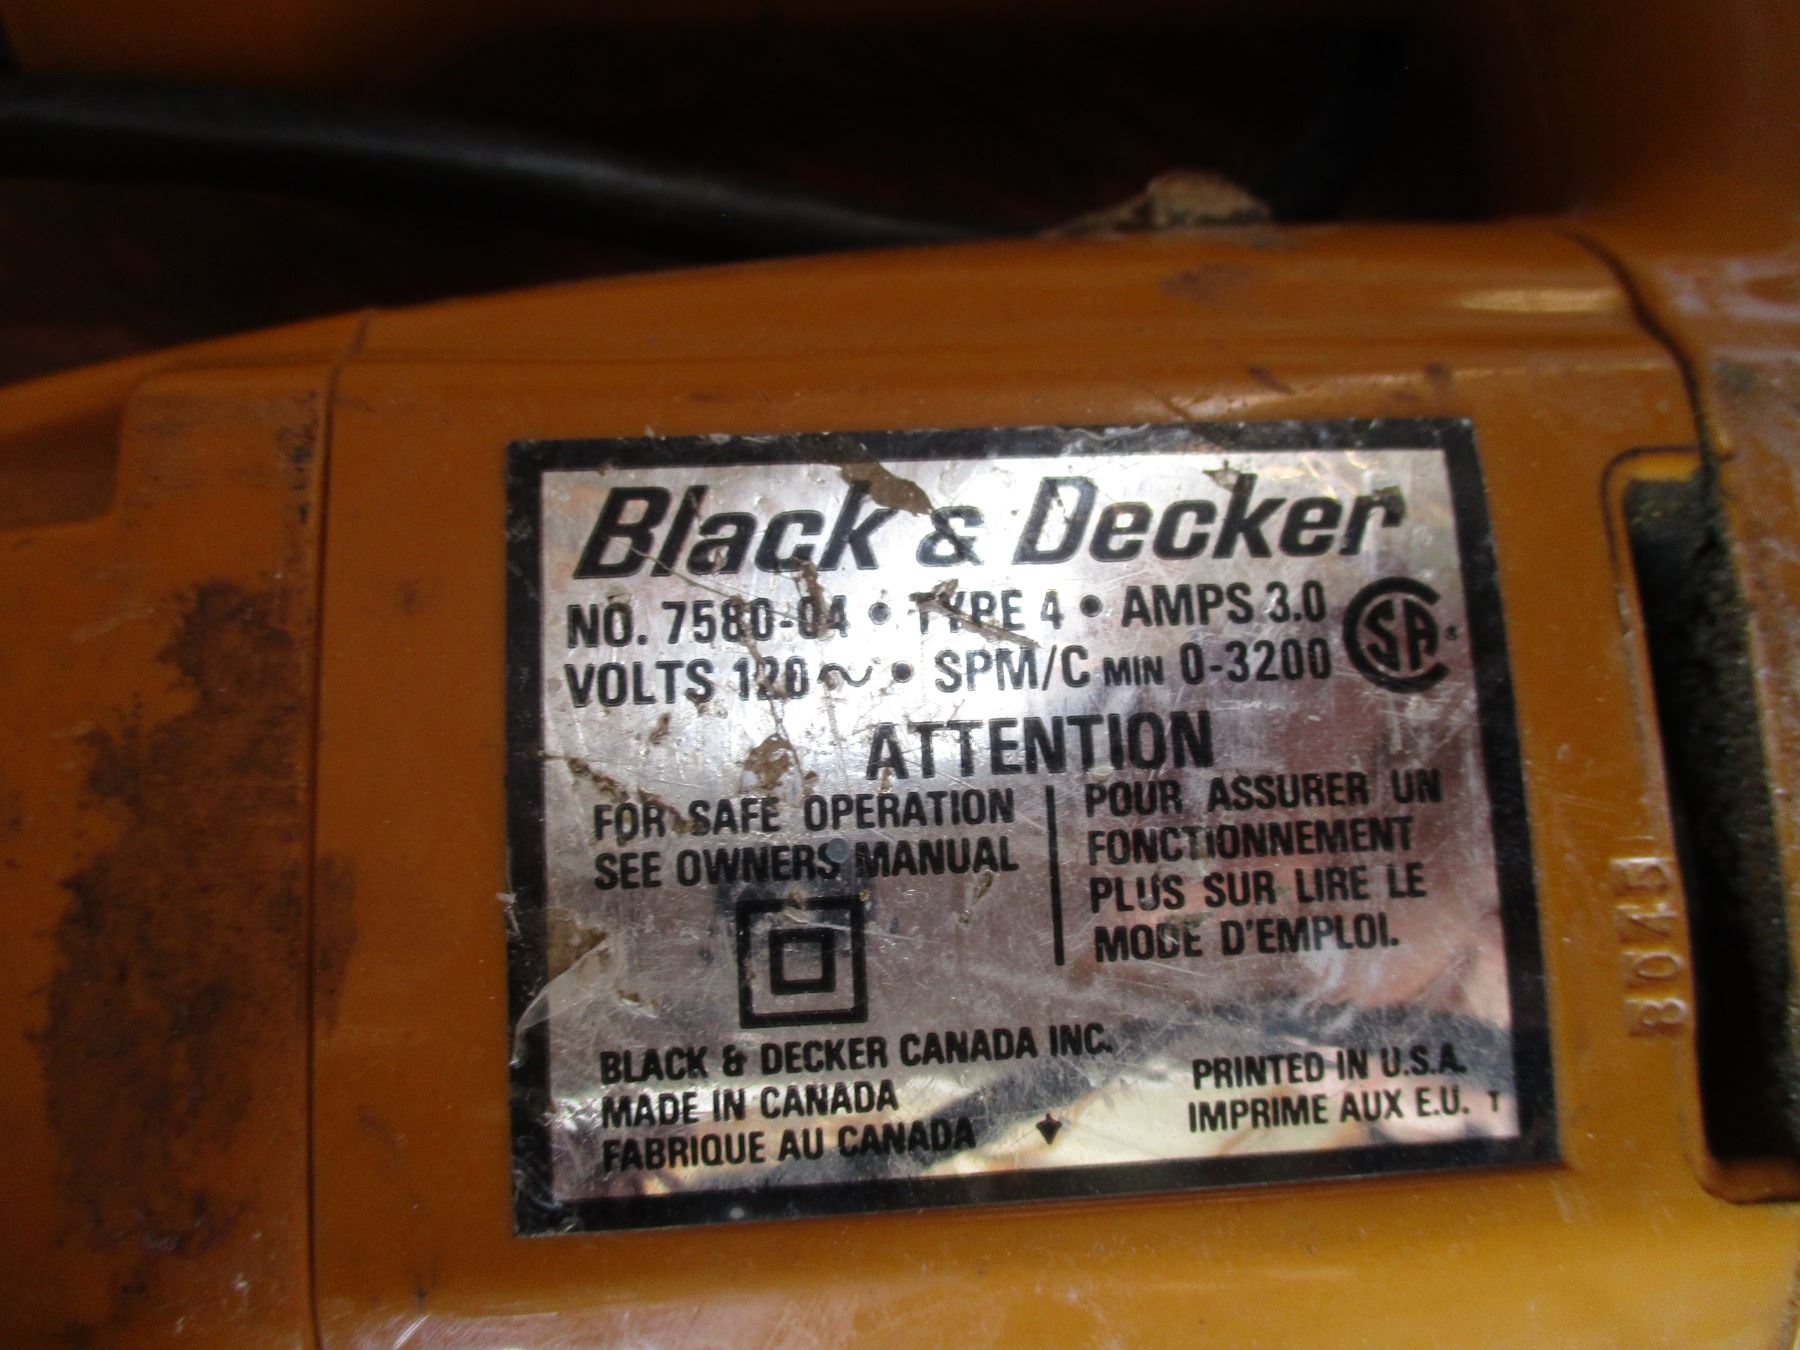 Black & Decker
NO. 7580-04 • TYPE 4 • AMPS 3.0
VOLTS 120 ~ • SPM/C MIN 0-3200
SA
ATTENTION
FOR SAFE OPERATION
SEE OWNERS MANUAL
POUR ASSURER UN
FONCTIONNEMENT
PLUS SUR LIRE LE
MODE D'EMPLOI.
BLACK & DECKER CANADA INC.
MADE IN CANADA
FABRIQUE AU CANADA
PRINTED IN U.S.A.
IMPRIME AUX E.U. T
8045